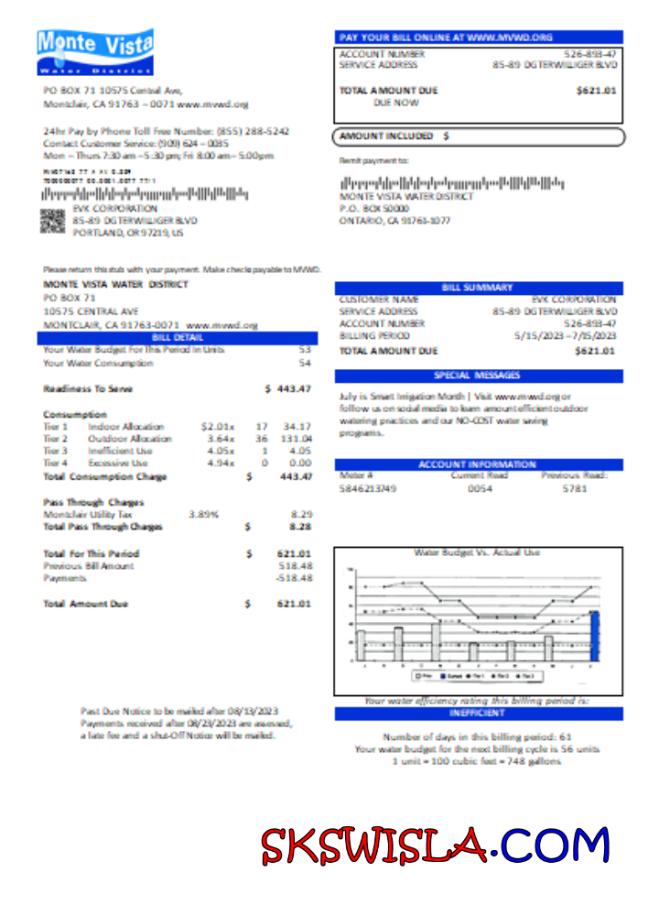 Monte Vista
Water District
PO BOX 71 10575 Central Ave,
Montclair, CA 91763 – 0071 www.mvwd.org
24hr Pay by Phone Toll Free Number: (855) 288-5242
Contact Customer Service: (909) 624 – 0035
Mon – Thurs 7:30 am – 5:30 pm; Fri 8:00 am – 5:00pm
EVK CORPORATION
85-89 DGTERWILLIGER BLVD
PORTLAND, OR 97219, US
PAY YOUR BILL ONLINE AT WWW.MVWD.ORG
ACCOUNT NUMBER 526-893-47
SERVICE ADDRESS 85-89 DGTERWILLIGER BLVD
TOTAL AMOUNT DUE $621.01
DUE NOW
AMOUNT INCLUDED $
Remit payment to:
MONTE VISTA WATER DISTRICT
P.O. BOX 50000
ONTARIO, CA 91761-1077
Please return this stub with your payment. Make checks payable to MVWD.
MONTE VISTA WATER DISTRICT
PO BOX 71
10575 CENTRAL AVE
MONTCLAIR, CA 91763-0071 www.mvwd.org
BILL DETAIL
Your Water Budget For This Period In Units 53
Your Water Consumption 54
Readiness To Serve $ 443.47
Consumption
Tier 1 Indoor Allocation $2.01x 17 34.17
Tier 2 Outdoor Allocation 3.64x 36 131.04
Tier 3 Inefficient Use 4.05x 1 4.05
Tier 4 Excessive Use 4.94x 0 0.00
Total Consumption Charge $ 443.47
Pass Through Charges
Montclair Utility Tax 3.89% 8.29
Total Pass Through Charges $ 8.28
Total For This Period $ 621.01
Previous Bill Amount 518.48
Payments -518.48
Total Amount Due $ 621.01
Past Due Notice to be mailed after 08/13/2023
Payments received after 08/23/2023 are assessed,
a late fee and a shut-Off Notice will be mailed.
BILL SUMMARY
CUSTOMER NAME EVK CORPORATION
SERVICE ADDRESS 85-89 DGTERWILLIGER BLVD
ACCOUNT NUMBER 526-893-47
BILLING PERIOD 5/15/2023 –7/15/2023
TOTAL AMOUNT DUE $621.01
SPECIAL MESSAGES
July is Smart Irrigation Month | Visit www.mvwd.org or
follow us on social media to learn amount efficient outdoor
watering practices and our NO-COST water saving
programs.
ACCOUNT INFORMATION
Meter # Current Read Previous Read:
5846213749 0054 5781
Water Budget Vs. Actual Use
Your water efficiency rating this billing period is:
INEFFICIENT
Number of days in this billing period: 61
Your water budget for the next billing cycle is 56 units
1 unit = 100 cubic feet = 748 gallons
SKSWISLA.COM